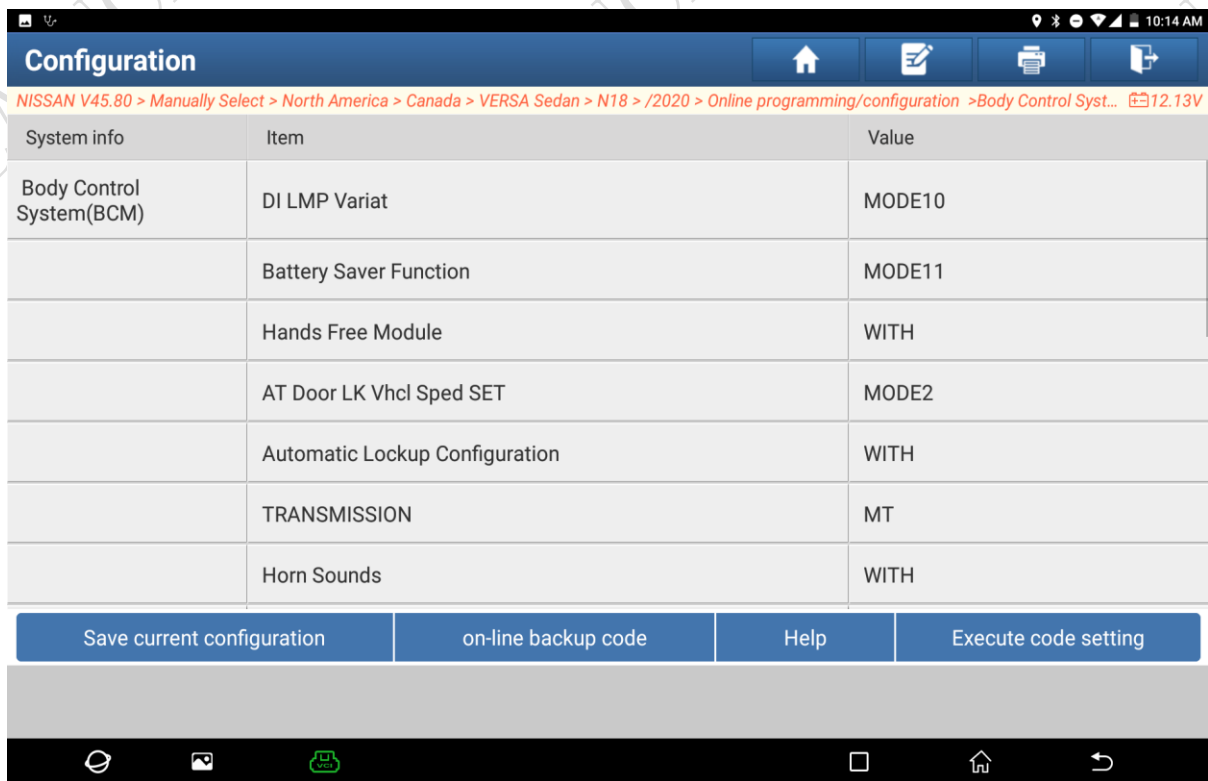 10:14 AM
Configuration
NISSAN V45.80 > Manually Select > North America > Canada > VERSA Sedan > N18 > /2020 > Online programming/configuration >Body Control Syst... 12.13V
System info Item Value
Body Control System(BCM) DI LMP Variat MODE10
Battery Saver Function MODE11
Hands Free Module WITH
AT Door LK Vhcl Sped SET MODE2
Automatic Lockup Configuration WITH
TRANSMISSION MT
Horn Sounds WITH
Save current configuration on-line backup code Help Execute code setting
VCI